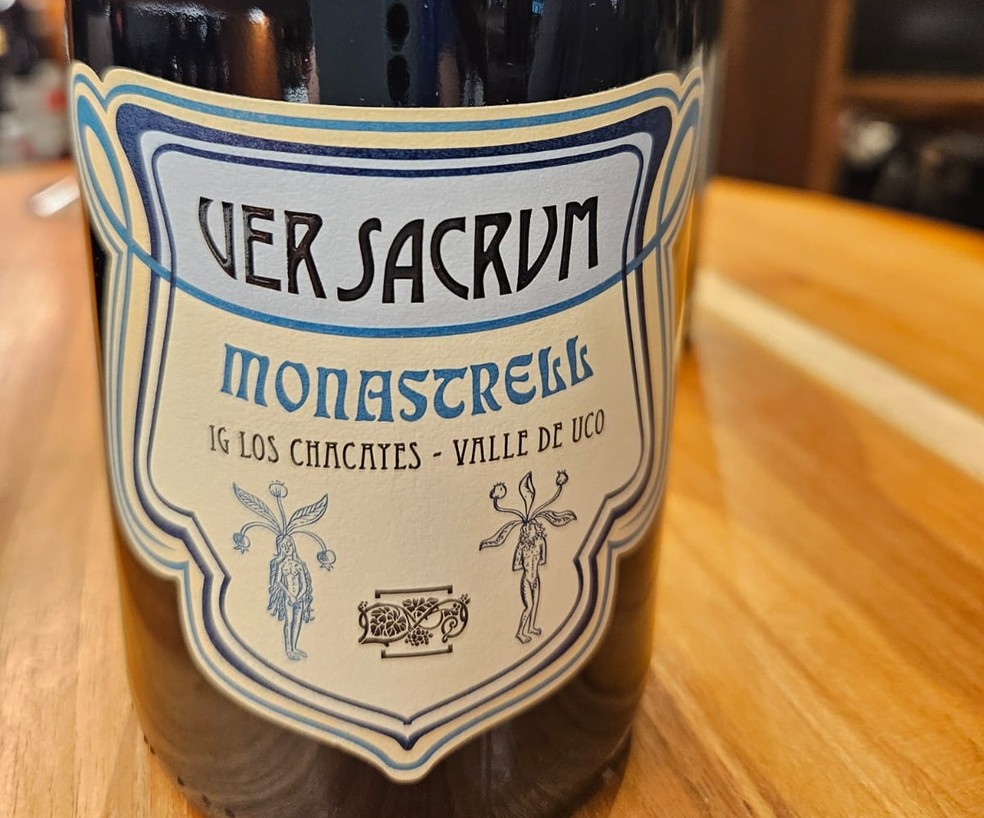 VER SACRVM
MONASTRELL
IG LOS CHACAYES - VALLE DE UCO